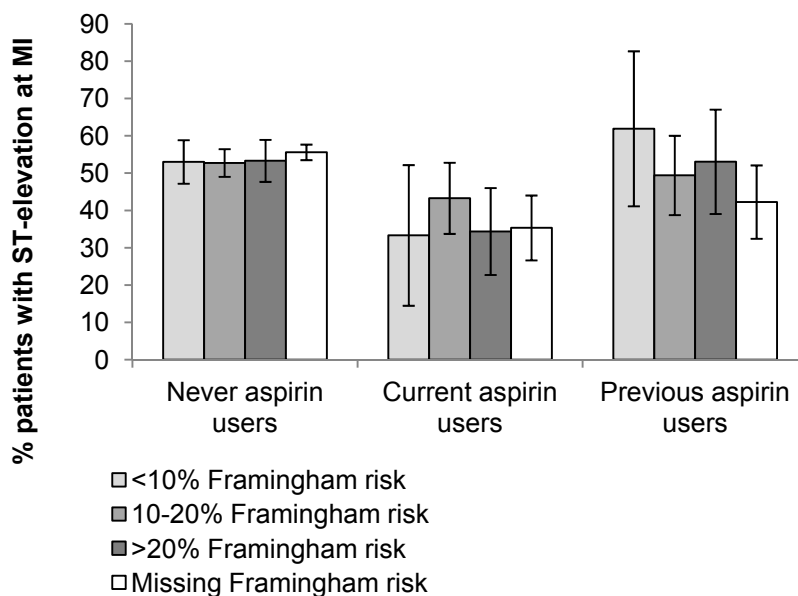 % patients with ST-elevation at MI
90
80
70
60
50
40
30
20
10
0
Never aspirin
users
Current aspirin
users
Previous aspirin
users
<10% Framingham risk
10-20% Framingham risk
>20% Framingham risk
Missing Framingham risk